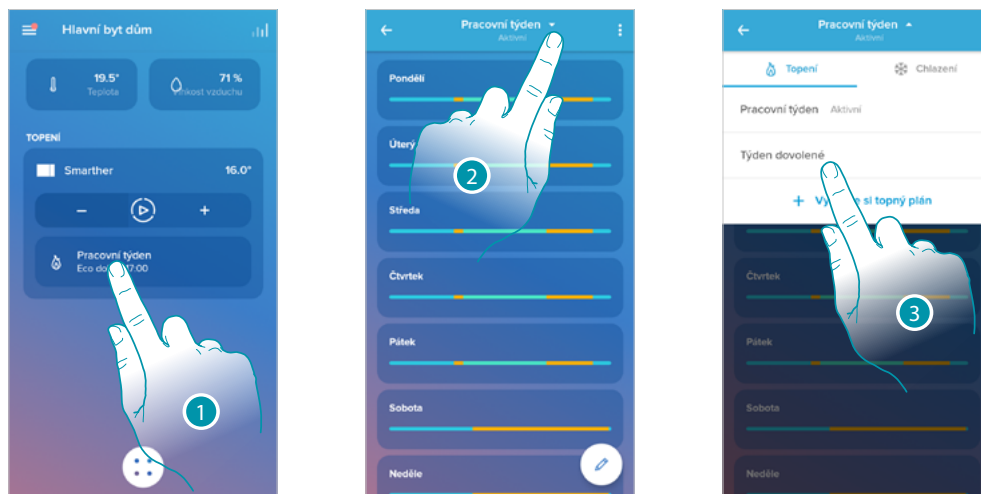 Hlavní byt dům
19.5°
Teplota
71 %
vzduchu
TOPENÍ
Smarther
16.0°
−
+
Pracovní týden
Eco 17:00
1
Pracovní týden
Aktivní
Pondělí
Úterý
2
Středa
Čtvrtek
Pátek
Sobota
Neděle
Pracovní týden
Aktivní
Topení
Chlazení
Pracovní týden Aktivní
Týden dovolené
+ si topný plán
Čtvrtek
3
Pátek
Sobota
Neděle